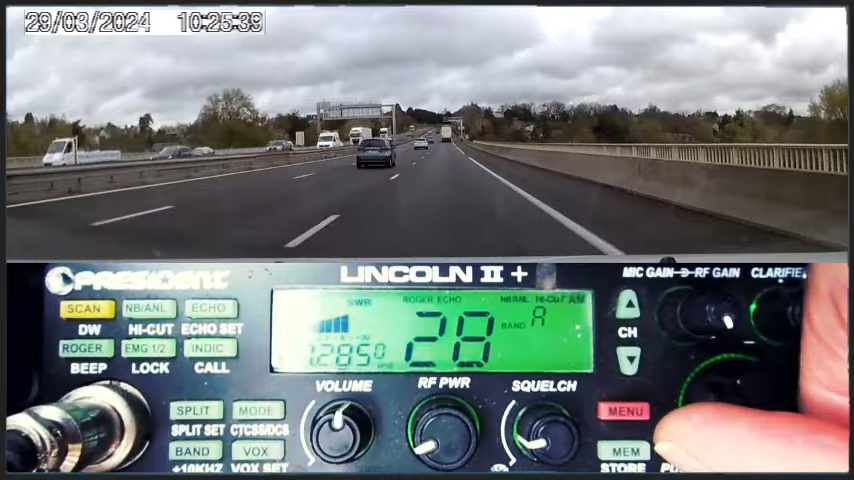 29/03/2024 10:25:39
PRESIDENT
LINCOLN II +
MIC GAIN RF GAIN CLARIFIE
SCAN NB/ANL ECHO
DW HI-CUT ECHO SET
ROGER EMG 1/2 INDIC
BEEP LOCK CALL
SWR ROGER ECHO NB/ANL HI-CUT AM
28 BAND A
CH
VOLUME RF PWR SQUELCH
SPLIT MODE
SPLIT SET CTCSS/DCS
BAND VOX
+10KHZ VOX SET
MENU
MEM
STORE